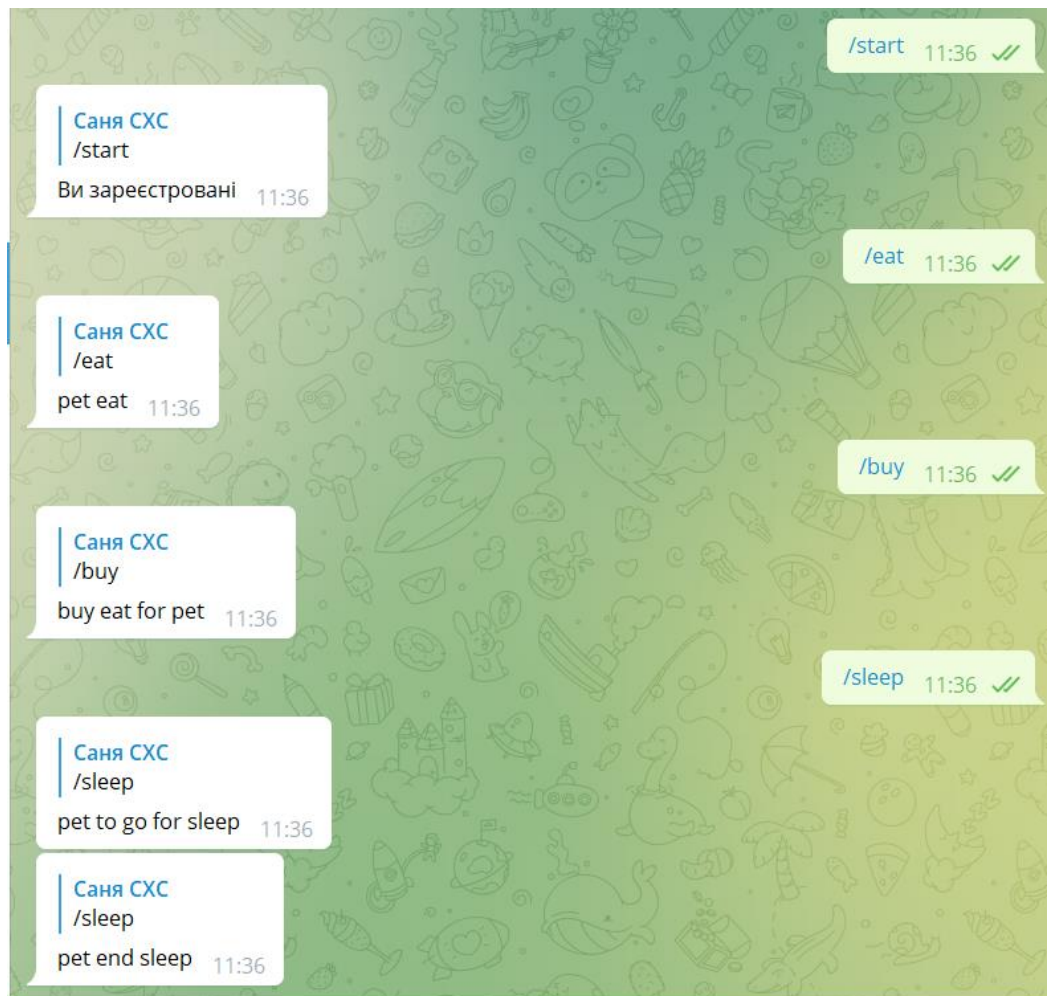 /start 11:36
Саня СХС
/start
Ви зареєстровані 11:36
/eat 11:36
Саня СХС
/eat
pet eat 11:36
/buy 11:36
Саня СХС
/buy
buy eat for pet 11:36
/sleep 11:36
Саня СХС
/sleep
pet to go for sleep 11:36
Саня СХС
/sleep
pet end sleep 11:36